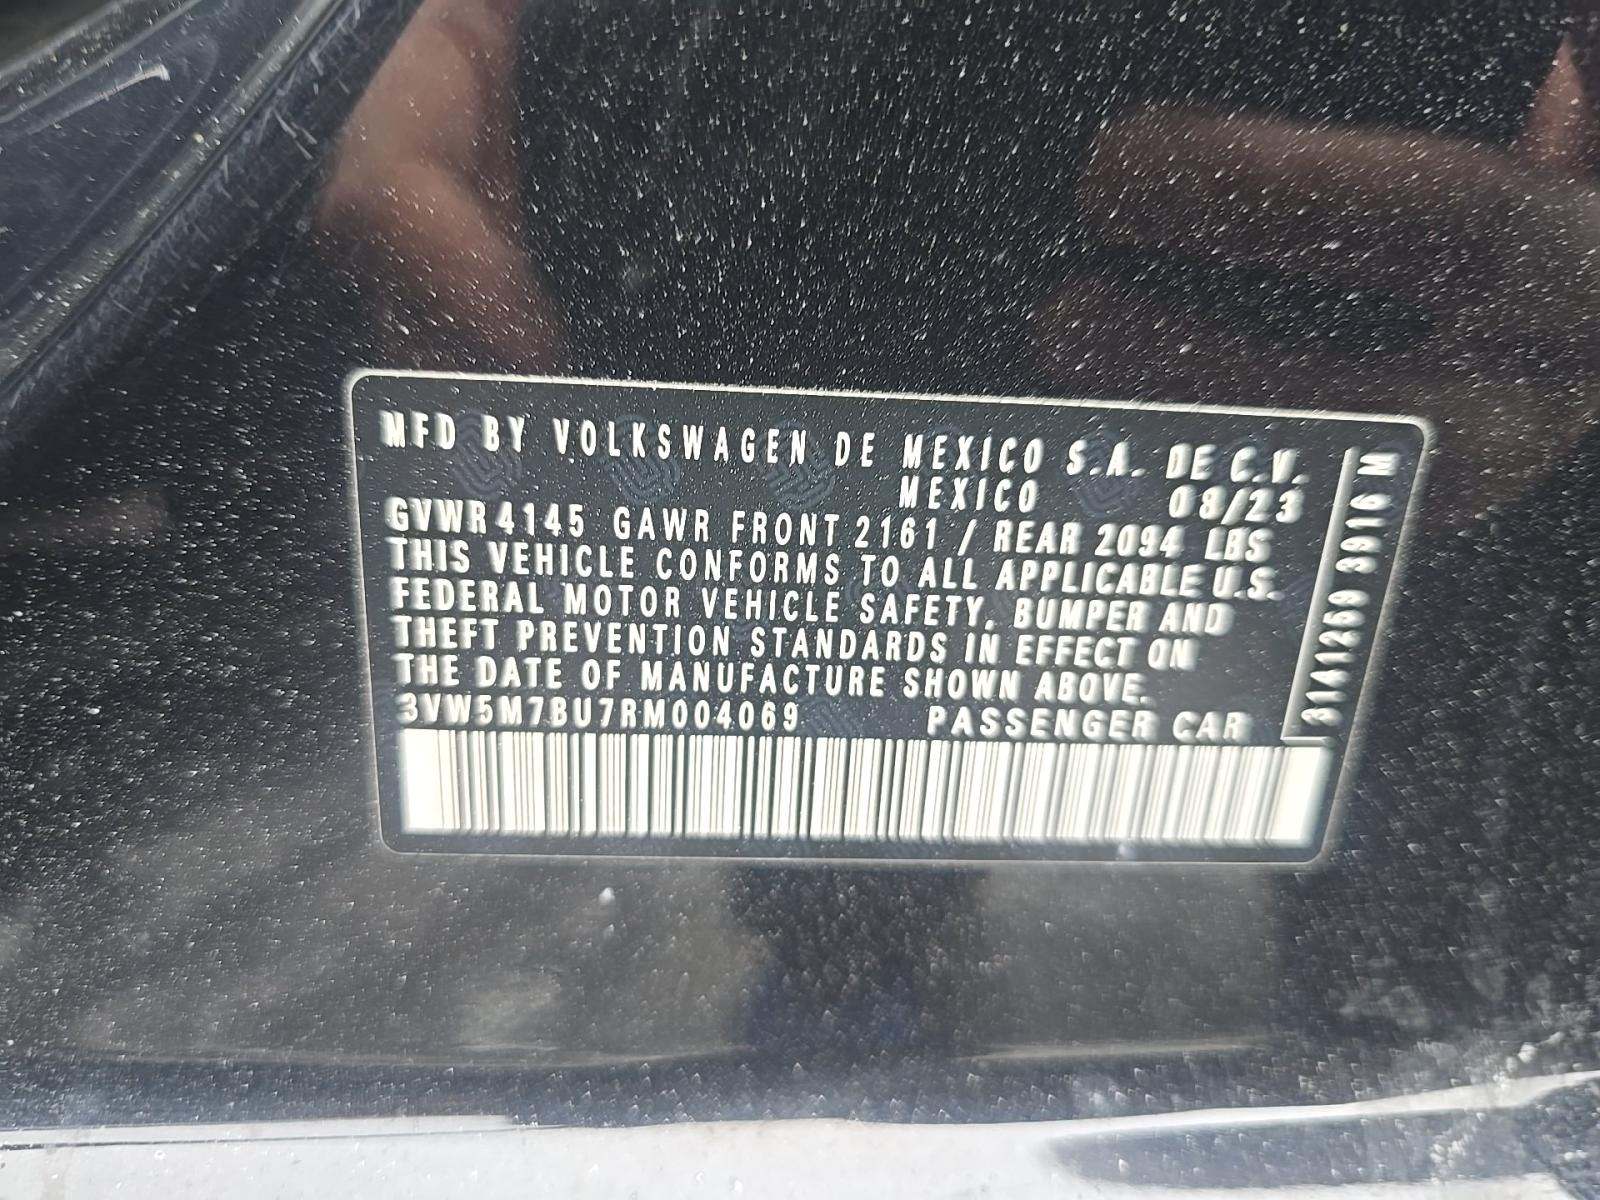 MFD BY VOLKSWAGEN DE MEXICO S.A. DE C.V.
MEXICO 08/23
GVWR 4145 GAWR FRONT 2161 / REAR 2094 LBS
THIS VEHICLE CONFORMS TO ALL APPLICABLE U.S.
FEDERAL MOTOR VEHICLE SAFETY, BUMPER AND
THEFT PREVENTION STANDARDS IN EFFECT ON
THE DATE OF MANUFACTURE SHOWN ABOVE.
3VW5M7BU7RM004069 PASSENGER CAR
3141259 3916 M